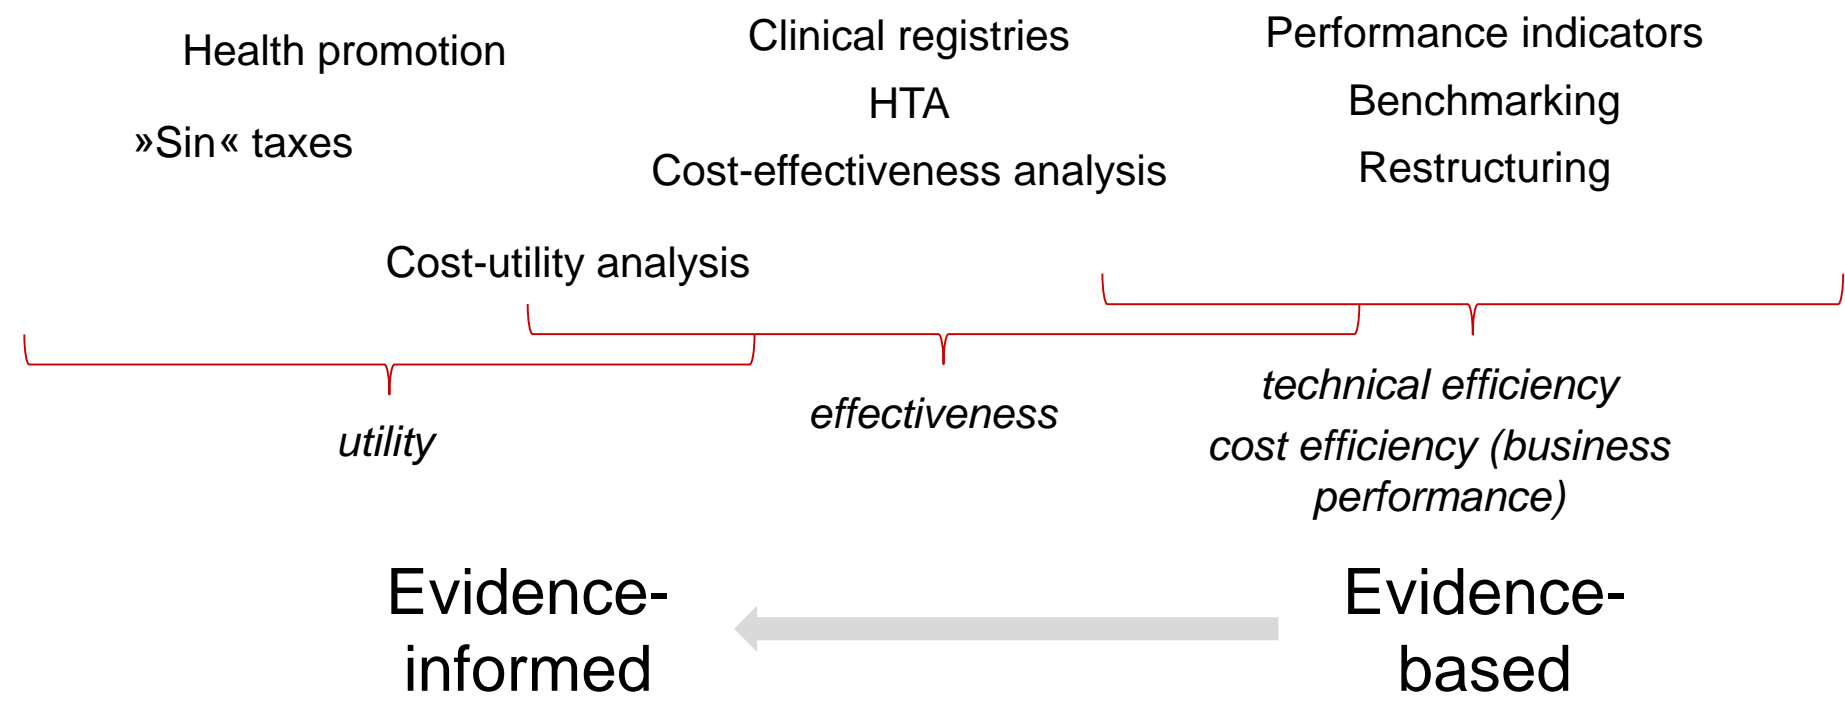 Health promotion
»Sin« taxes
Clinical registries
HTA
Cost-effectiveness analysis
Performance indicators
Benchmarking
Restructuring
Cost-utility analysis
utility
effectiveness
technical efficiency
cost efficiency (business
performance)
Evidence-
informed
Evidence-
based